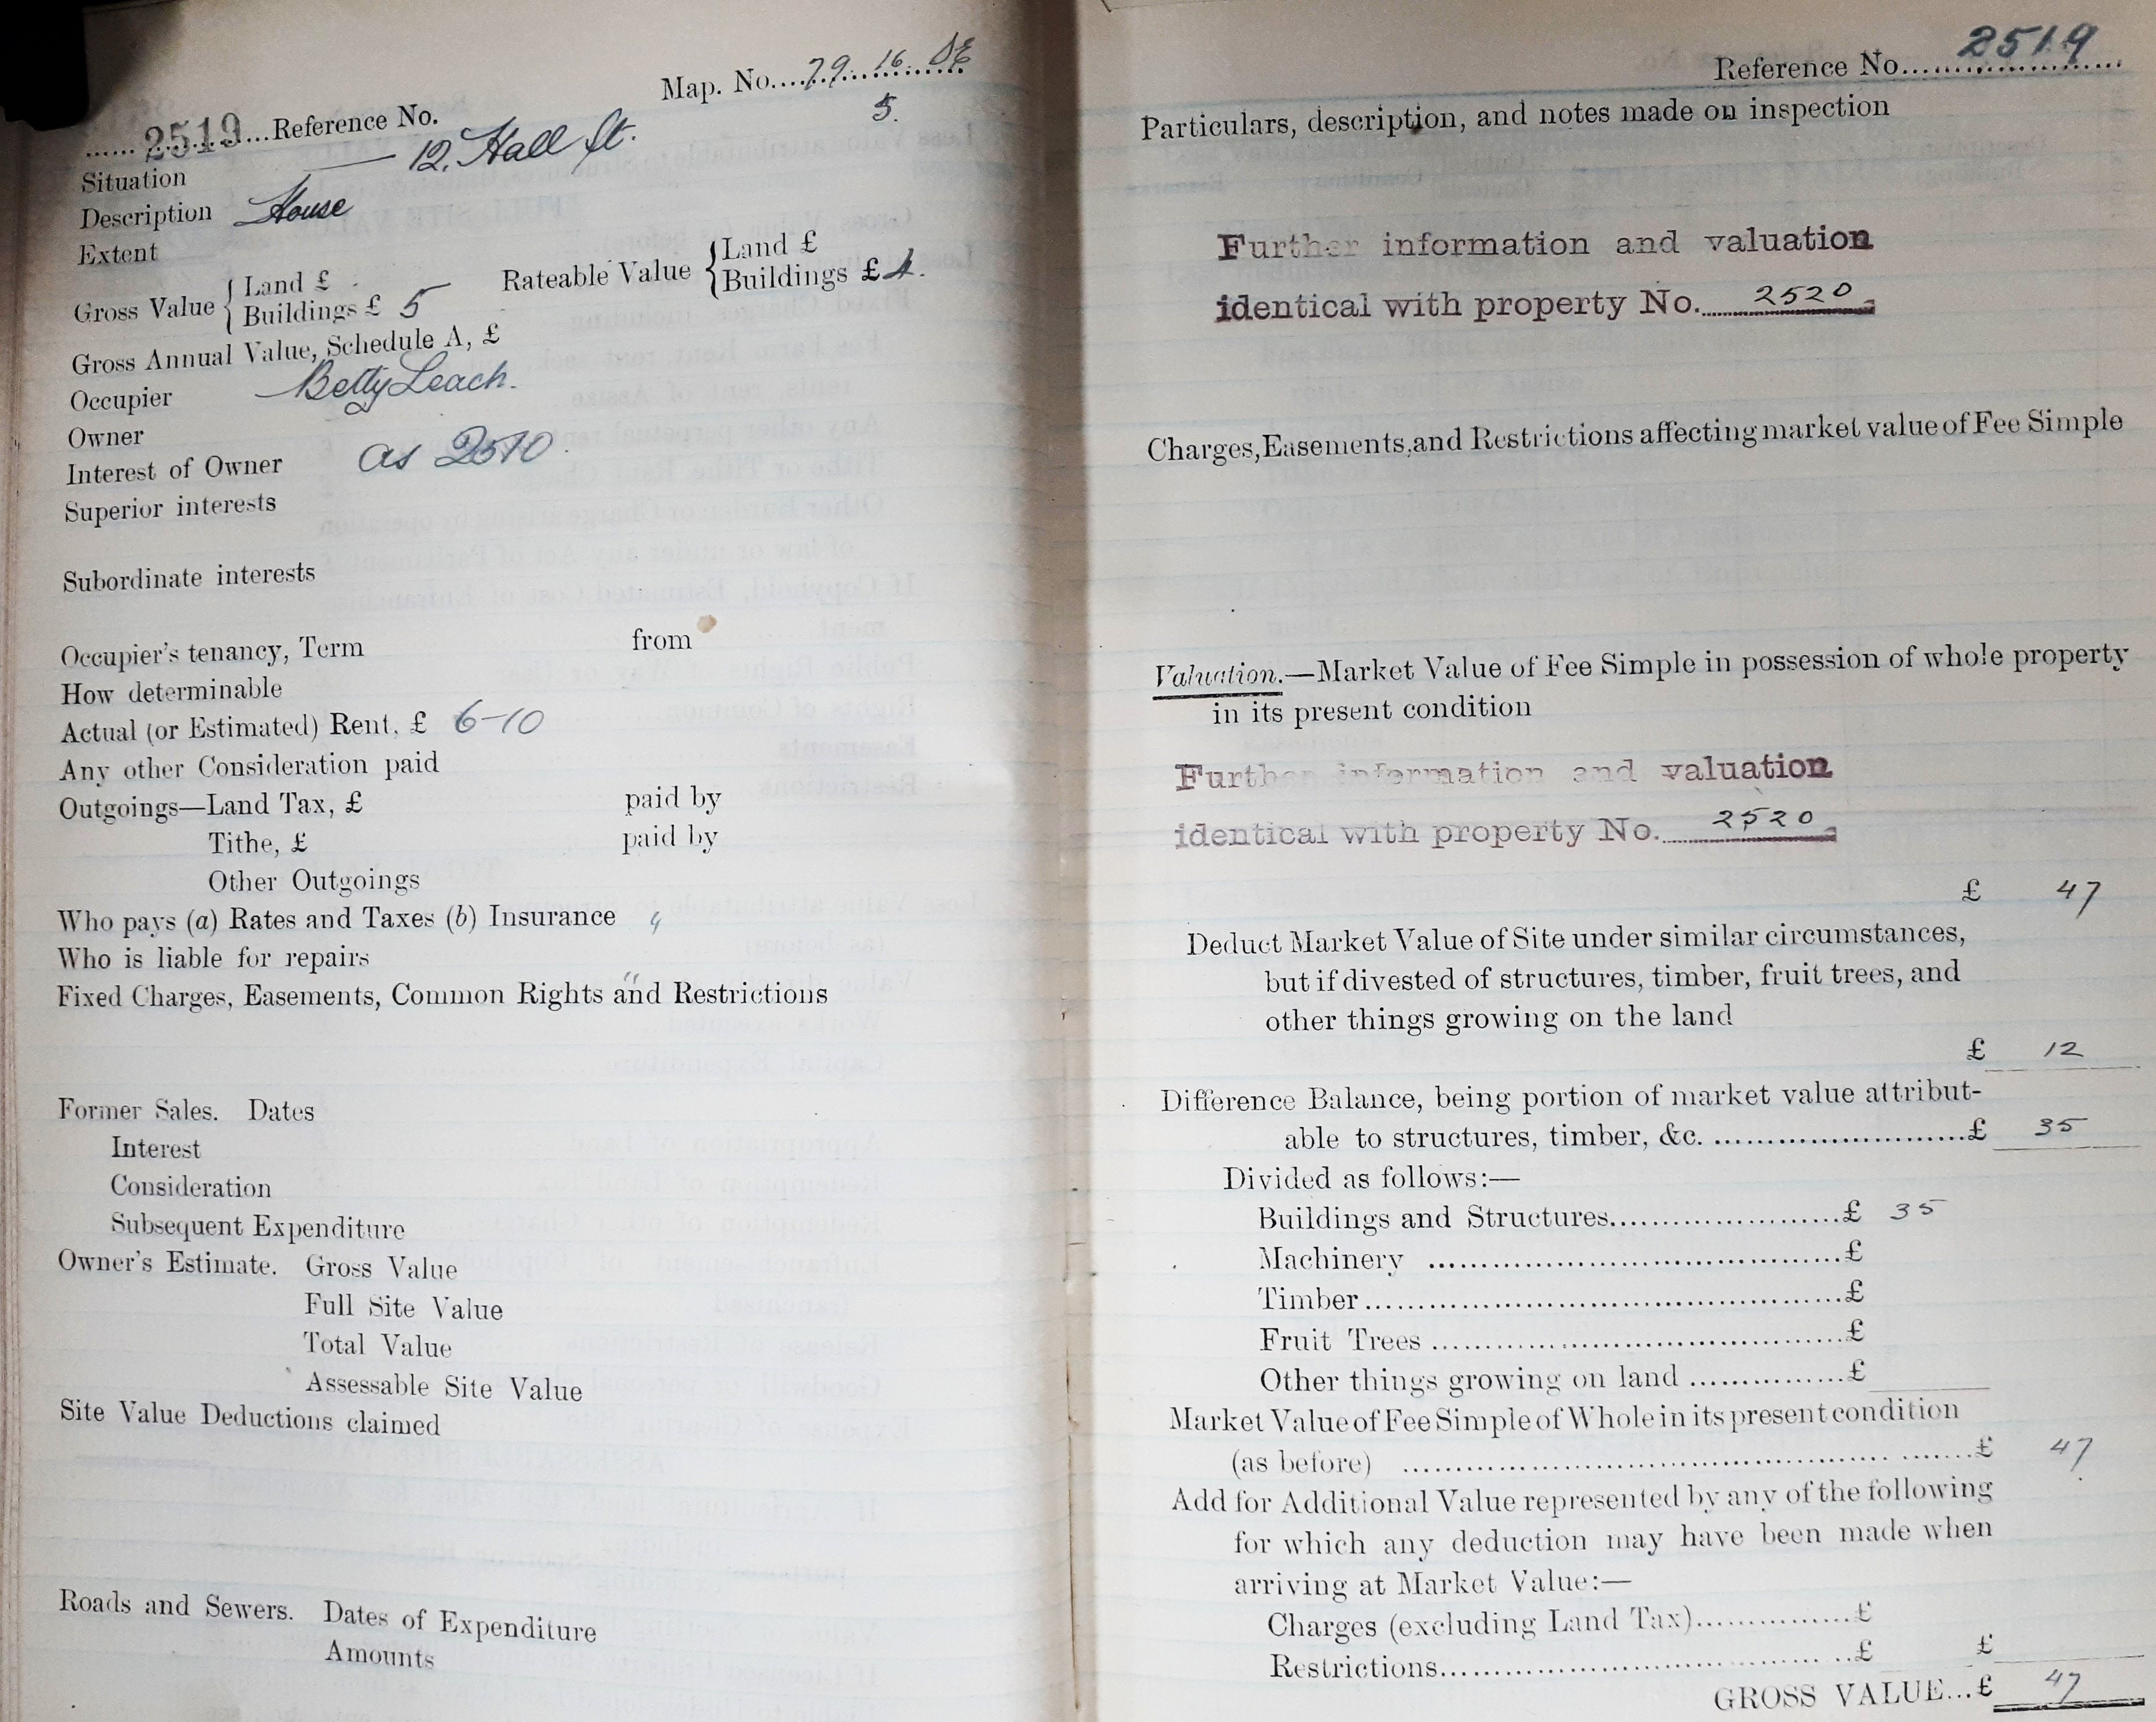 Map. No....79.16. SE
5.
......2519...Reference No.
Situation — 12, Hall St.
Description House
Extent
Gross Value { Land £
Buildings £ 5
Rateable Value { Land £
Buildings £ 4.
Gross Annual Value, Schedule A, £
Occupier Betty Leach.
Owner
Interest of Owner as 2510.
Superior interests
Subordinate interests
Occupier's tenancy, Term from
How determinable
Actual (or Estimated) Rent, £ 6-10
Any other Consideration paid
Outgoings—Land Tax, £ paid by
Tithe, £ paid by
Other Outgoings
Who pays (a) Rates and Taxes (b) Insurance
Who is liable for repairs "
Fixed Charges, Easements, Common Rights and Restrictions
Former Sales. Dates
Interest
Consideration
Subsequent Expenditure
Owner's Estimate. Gross Value
Full Site Value
Total Value
Assessable Site Value
Site Value Deductions claimed
Roads and Sewers. Dates of Expenditure
Amounts
Reference No....2519
Particulars, description, and notes made on inspection
Further information and valuation
identical with property No. 2520
Charges, Easements, and Restrictions affecting market value of Fee Simple
Valuation.—Market Value of Fee Simple in possession of whole property
in its present condition
Further information and valuation
identical with property No. 2520
£ 47
Deduct Market Value of Site under similar circumstances,
but if divested of structures, timber, fruit trees, and
other things growing on the land
£ 12
Difference Balance, being portion of market value attribut-
able to structures, timber, &c. ........................£ 35
Divided as follows:—
Buildings and Structures......................£ 35
Machinery ........................................£
Timber...............................................£
Fruit Trees .......................................£
Other things growing on land ...............£
Market Value of Fee Simple of Whole in its present condition
(as before) ..............................................£ 47
Add for Additional Value represented by any of the following
for which any deduction may have been made when
arriving at Market Value:—
Charges (excluding Land Tax)...............£
Restrictions.....................................£ £
GROSS VALUE...£ 47